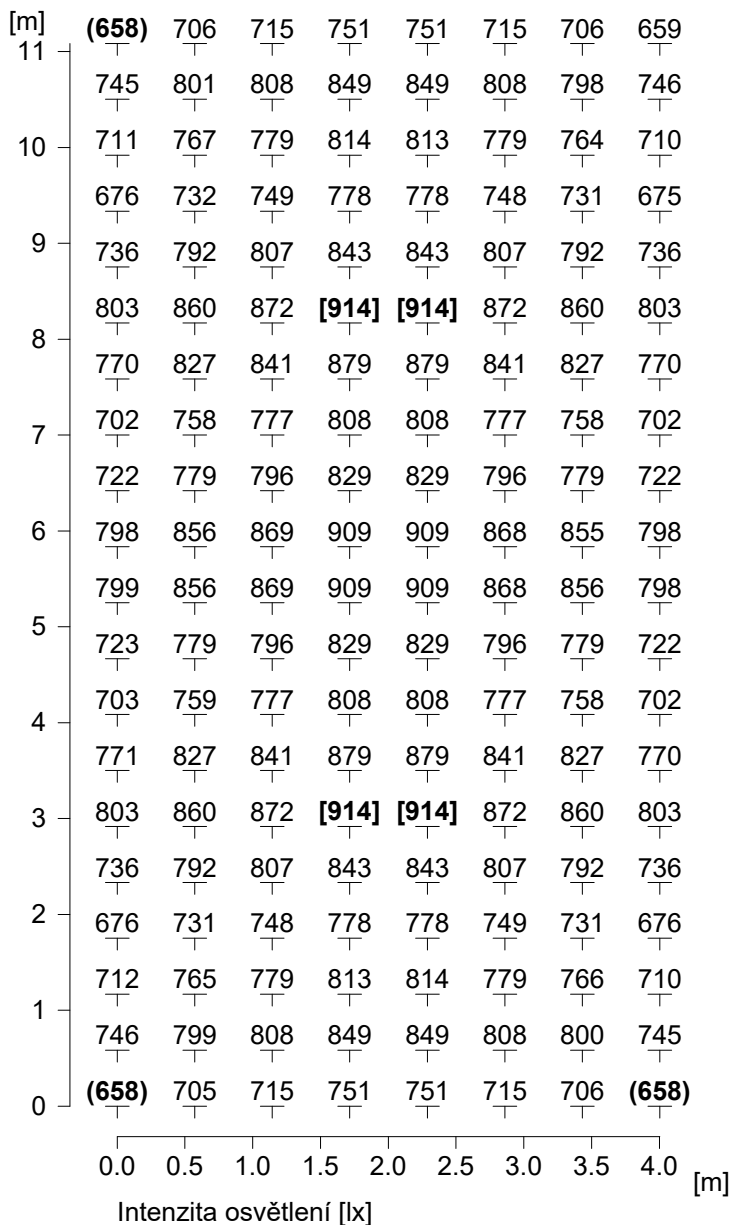 [m] (658) 706 715 751 751 715 706 659
11
745 801 808 849 849 808 798 746
10 711 767 779 814 813 779 764 710
676 732 749 778 778 748 731 675
9
736 792 807 843 843 807 792 736
803 860 872 [914] [914] 872 860 803
8
770 827 841 879 879 841 827 770
7 702 758 777 808 808 777 758 702
722 779 796 829 829 796 779 722
6 798 856 869 909 909 868 855 798
799 856 869 909 909 868 856 798
5
723 779 796 829 829 796 779 722
703 759 777 808 808 777 758 702
4
771 827 841 879 879 841 827 770
3 803 860 872 [914] [914] 872 860 803
736 792 807 843 843 807 792 736
2
676 731 748 778 778 749 731 676
712 765 779 813 814 779 766 710
1
746 799 808 849 849 808 800 745
0 (658) 705 715 751 751 715 706 (658)
0.0 0.5 1.0 1.5 2.0 2.5 3.0 3.5 4.0 [m]
Intenzita osvětlení [lx]